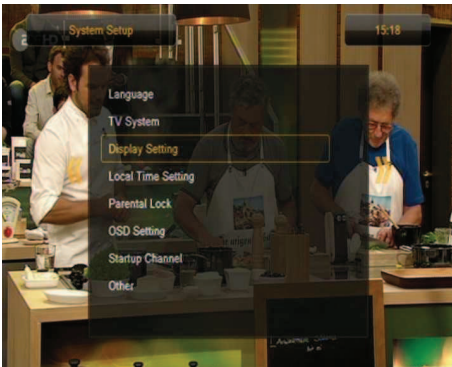 System Setup
15:18
Language
TV System
Display Setting
Local Time Setting
Parental Lock
OSD Setting
Startup Channel
Other